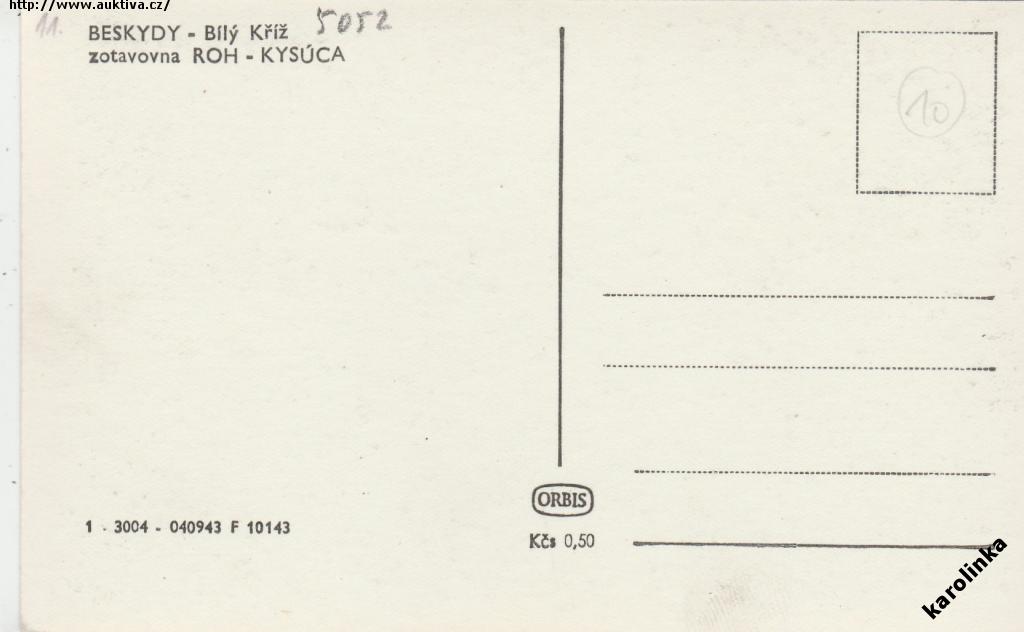 http://www.auktiva.cz/
11.
5052
BESKYDY - Bílý Kříž
zotavovna ROH - KYSÚCA
10
1 - 3004 - 040943 F 10143
ORBIS
Kčs 0,50
karolinka